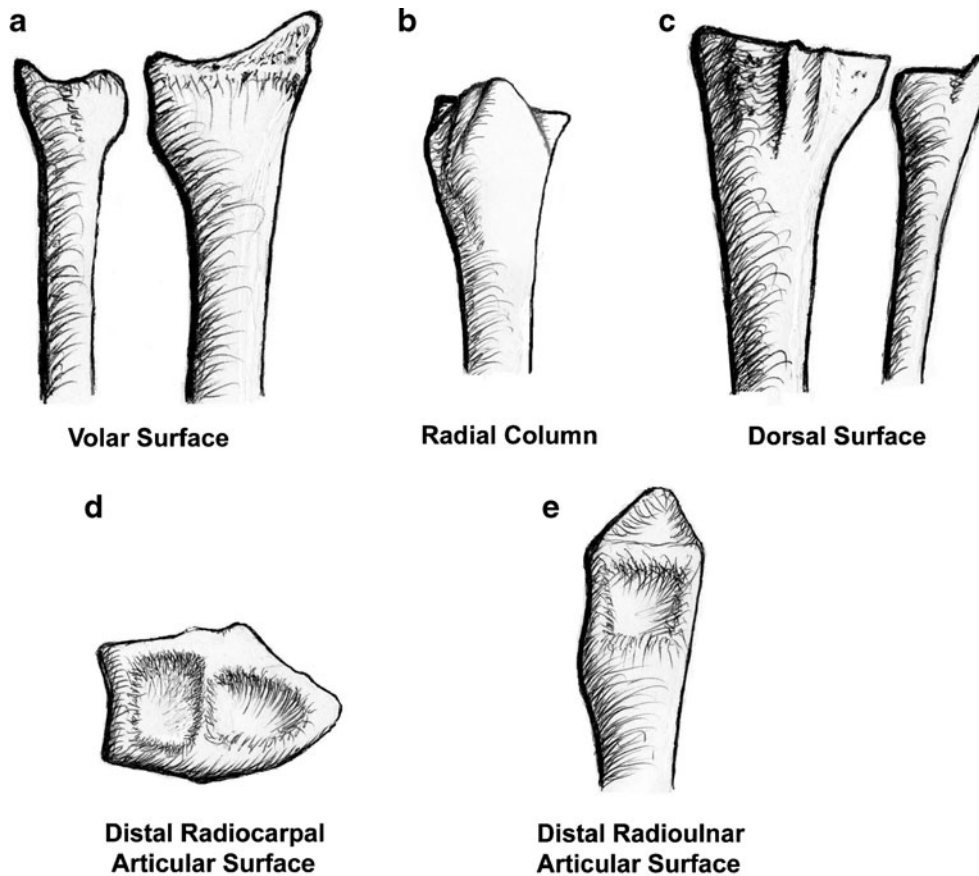 a
b
c
Volar Surface
Radial Column
Dorsal Surface
d
e
Distal Radiocarpal
Articular Surface
Distal Radioulnar
Articular Surface